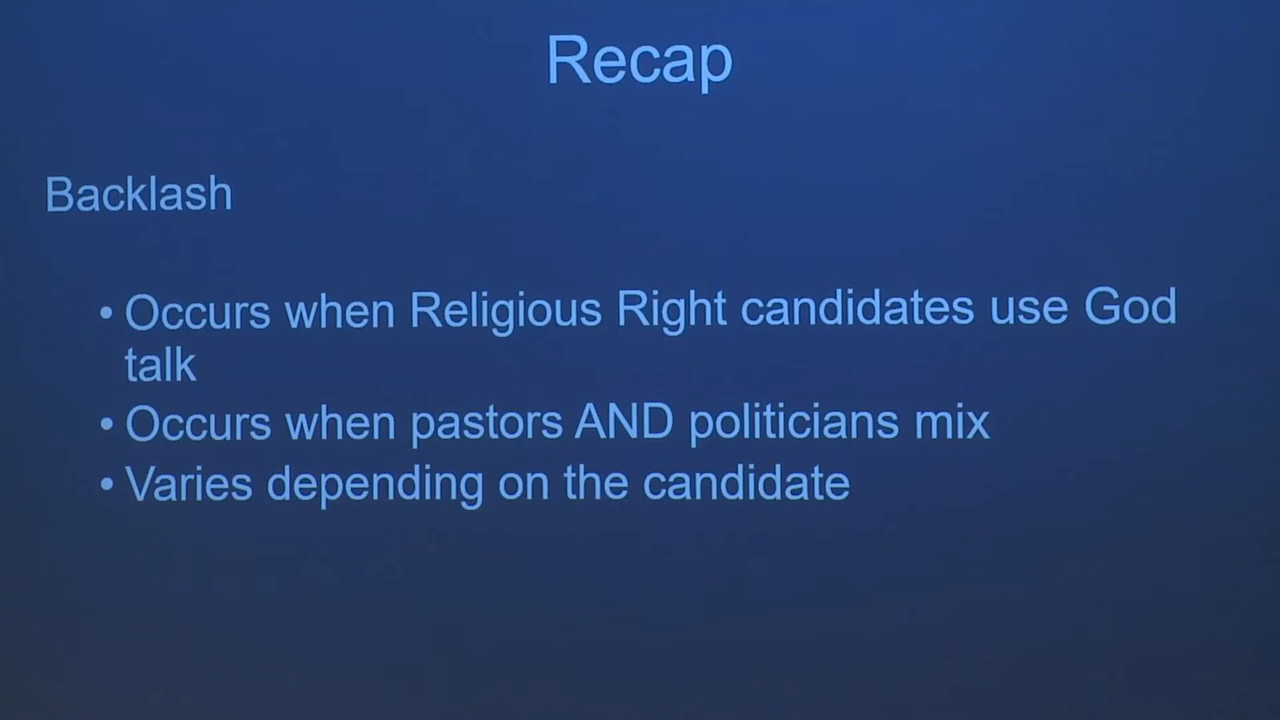 Recap
Backlash
• Occurs when Religious Right candidates use God
talk
• Occurs when pastors AND politicians mix
• Varies depending on the candidate